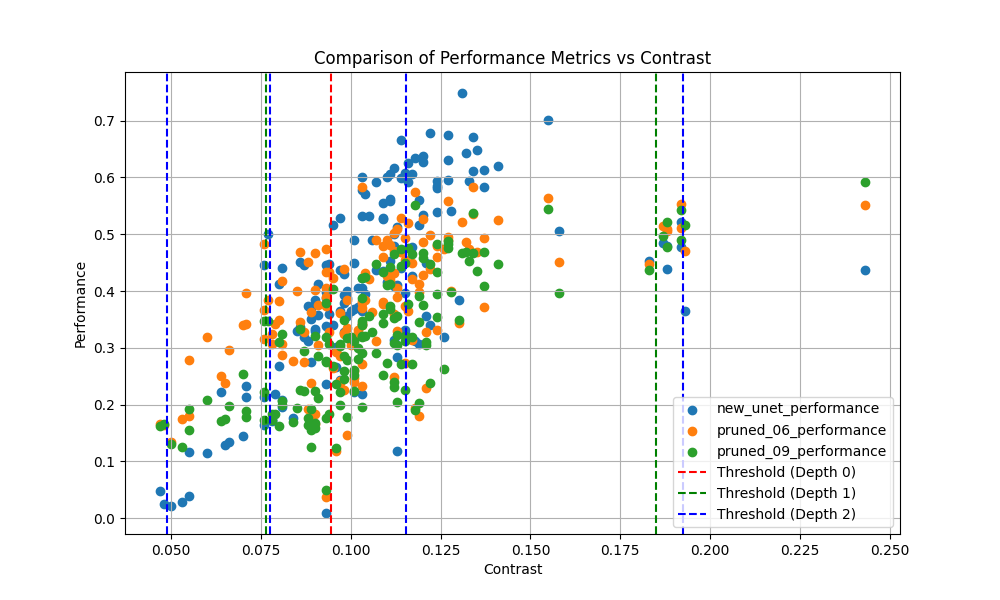 Comparison of Performance Metrics vs Contrast
Performance
0.7
0.6
0.5
0.4
0.3
0.2
0.1
0.0
new_unet_performance
pruned_06_performance
pruned_09_performance
Threshold (Depth 0)
Threshold (Depth 1)
Threshold (Depth 2)
0.050 0.075 0.100 0.125 0.150 0.175 0.200 0.225 0.250
Contrast